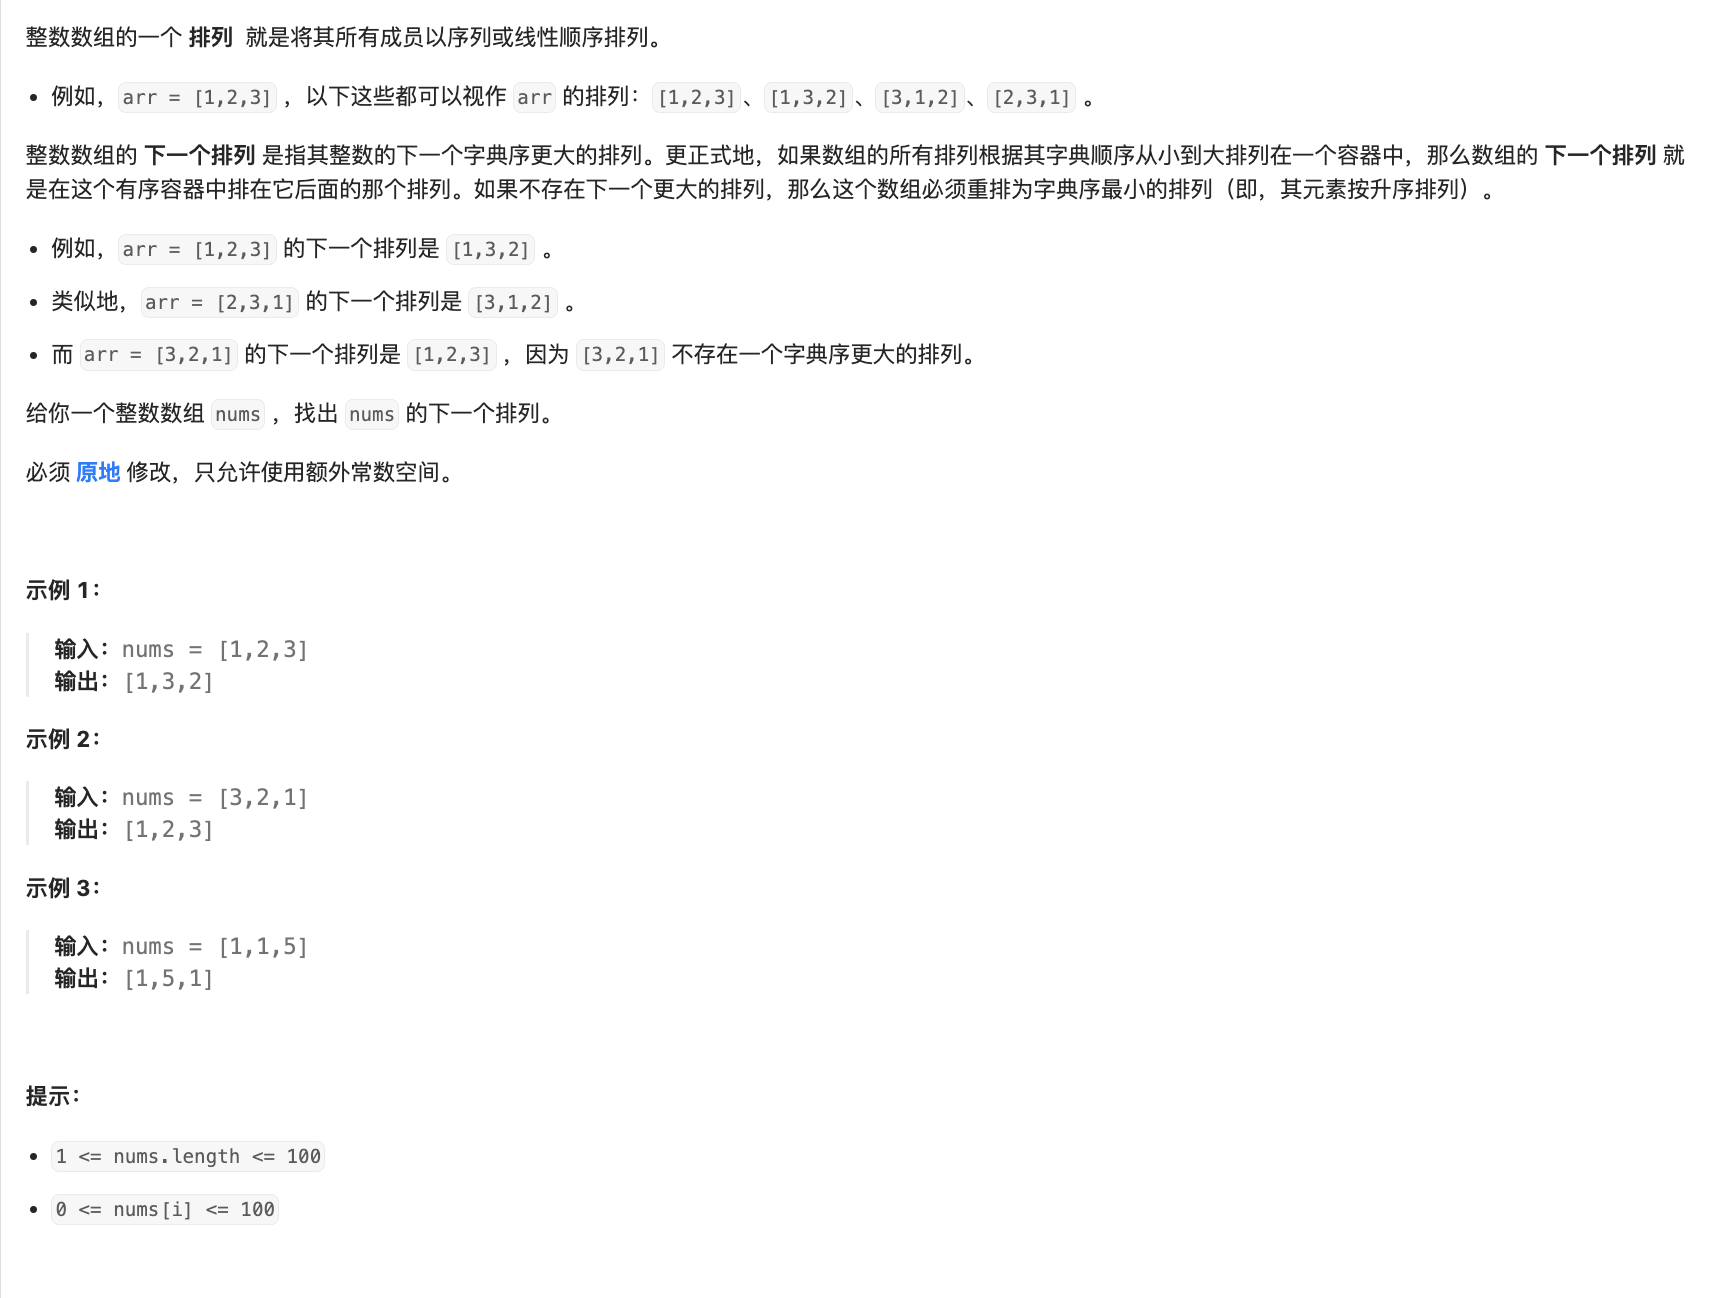 整数数组的一个 排列 就是将其所有成员以序列或线性顺序排列。
• 例如，arr = [1,2,3] ，以下这些都可以视作 arr 的排列：[1,2,3]、[1,3,2]、[3,1,2]、[2,3,1] 。
整数数组的 下一个排列 是指其整数的下一个字典序更大的排列。更正式地，如果数组的所有排列根据其字典顺序从小到大排列在一个容器中，那么数组的 下一个排列 就
是在这个有序容器中排在它后面的那个排列。如果不存在下一个更大的排列，那么这个数组必须重排为字典序最小的排列（即，其元素按升序排列）。
• 例如，arr = [1,2,3] 的下一个排列是 [1,3,2] 。
• 类似地，arr = [2,3,1] 的下一个排列是 [3,1,2] 。
• 而 arr = [3,2,1] 的下一个排列是 [1,2,3] ，因为 [3,2,1] 不存在一个字典序更大的排列。
给你一个整数数组 nums ，找出 nums 的下一个排列。
必须 原地 修改，只允许使用额外常数空间。
示例 1：
输入：nums = [1,2,3]
输出：[1,3,2]
示例 2：
输入：nums = [3,2,1]
输出：[1,2,3]
示例 3：
输入：nums = [1,1,5]
输出：[1,5,1]
提示：
• 1 <= nums.length <= 100
• 0 <= nums[i] <= 100